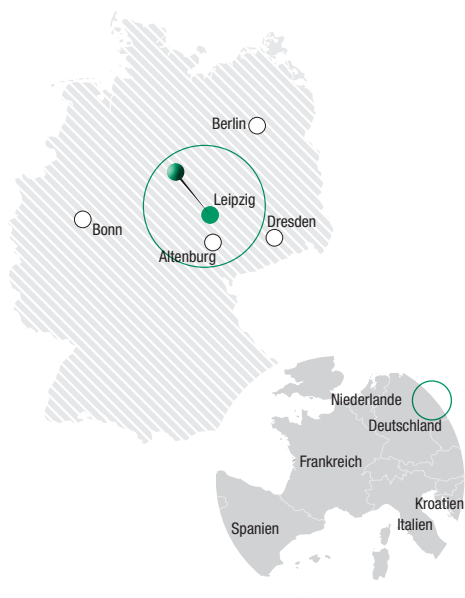 Berlin
Leipzig
Dresden
Bonn
Altenburg
Niederlande
Deutschland
Frankreich
Kroatien
Italien
Spanien